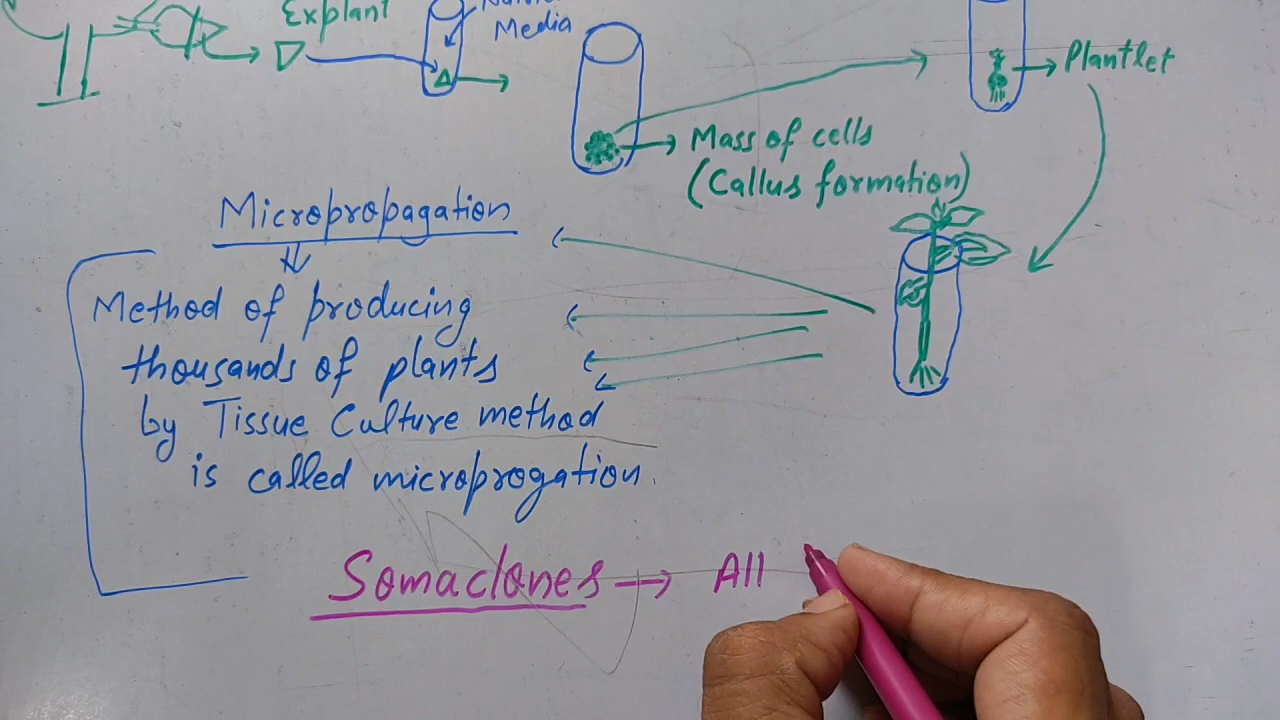 Explant
Media
Plantlet
Mass of cells
(Callus formation)
Micropropagation
Method of producing
thousands of plants
by Tissue Culture method
is called microprogation.
Somaclones → All